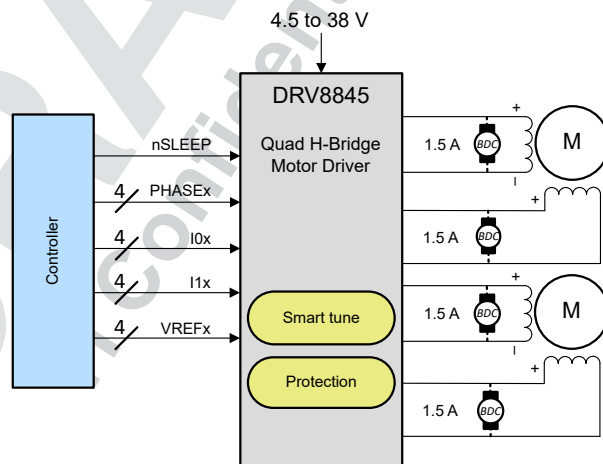 4.5 to 38 V
DRV8845
Quad H-Bridge
Motor Driver
Controller
nSLEEP
4 PHASEx
4 I0x
4 I1x
4 VREFx
Smart tune
Protection
1.5 A BDC + − M
1.5 A BDC +
1.5 A BDC + − M
1.5 A BDC +
Confident